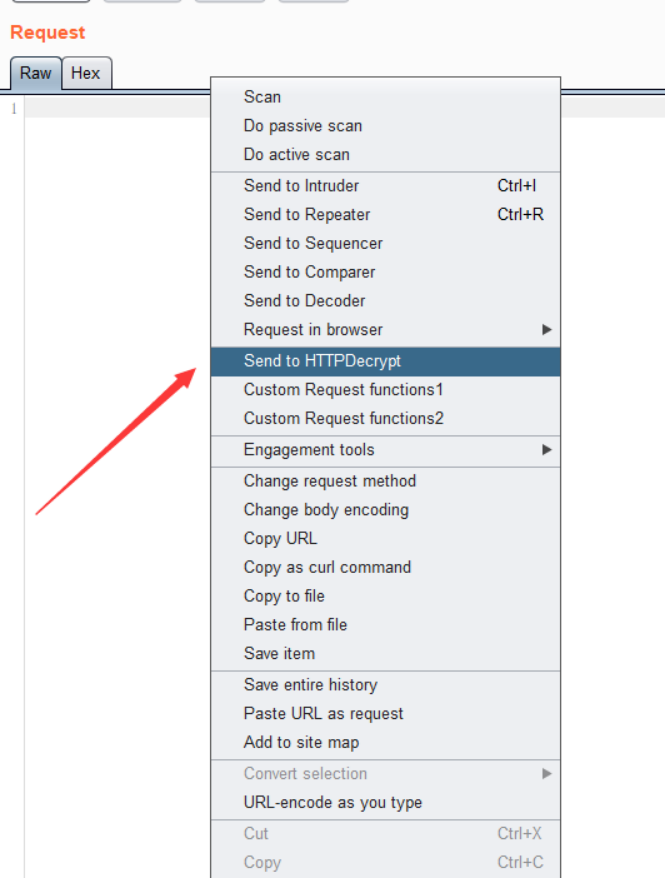 Request
Raw Hex
1
Scan
Do passive scan
Do active scan
Send to Intruder Ctrl+I
Send to Repeater Ctrl+R
Send to Sequencer
Send to Comparer
Send to Decoder
Request in browser
Send to HTTPDecrypt
Custom Request functions1
Custom Request functions2
Engagement tools
Change request method
Change body encoding
Copy URL
Copy as curl command
Copy to file
Paste from file
Save item
Save entire history
Paste URL as request
Add to site map
Convert selection
URL-encode as you type
Cut Ctrl+X
Copy Ctrl+C